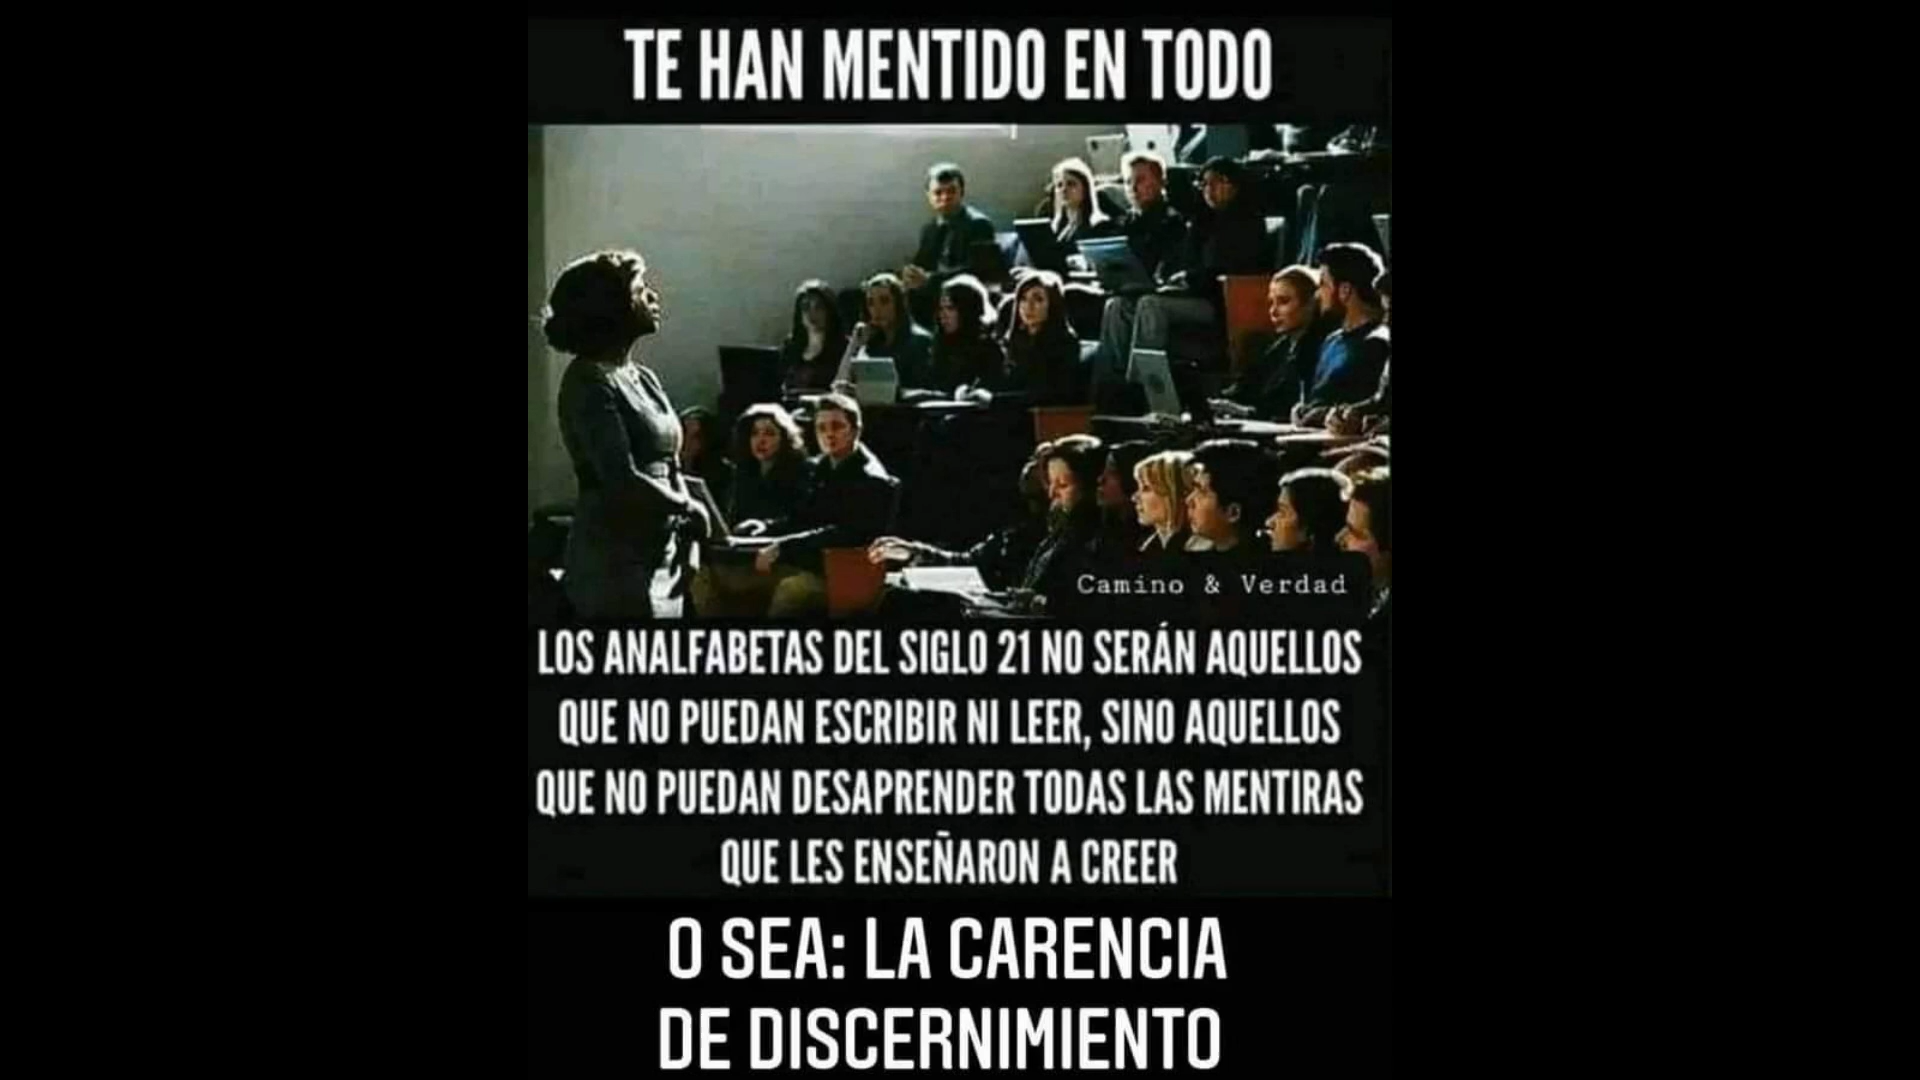 TE HAN MENTIDO EN TODO
Camino & Verdad
LOS ANALFABETAS DEL SIGLO 21 NO SERÁN AQUELLOS
QUE NO PUEDAN ESCRIBIR NI LEER, SINO AQUELLOS
QUE NO PUEDAN DESAPRENDER TODAS LAS MENTIRAS
QUE LES ENSEÑARON A CREER
O SEA: LA CARENCIA
DE DISCERNIMIENTO